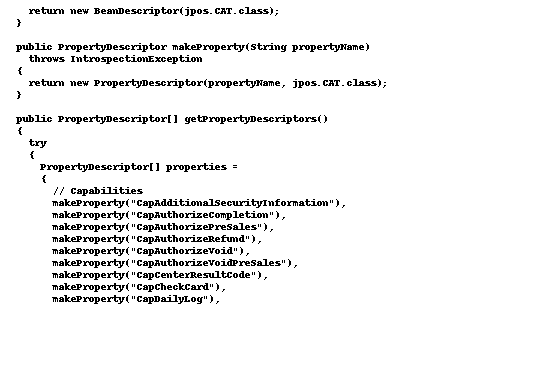 return new BeanDescriptor(jpos.CAT.class);
}
public PropertyDescriptor makeProperty(String propertyName)
throws IntrospectionException
{
return new PropertyDescriptor(propertyName, jpos.CAT.class);
}
public PropertyDescriptor[] getPropertyDescriptors()
{
try
{
PropertyDescriptor[] properties =
{
// Capabilities
makeProperty("CapAdditionalSecurityInformation"),
makeProperty("CapAuthorizeCompletion"),
makeProperty("CapAuthorizePreSales"),
makeProperty("CapAuthorizeRefund"),
makeProperty("CapAuthorizeVoid"),
makeProperty("CapAuthorizeVoidPreSales"),
makeProperty("CapCenterResultCode"),
makeProperty("CapCheckCard"),
makeProperty("CapDailyLog"),